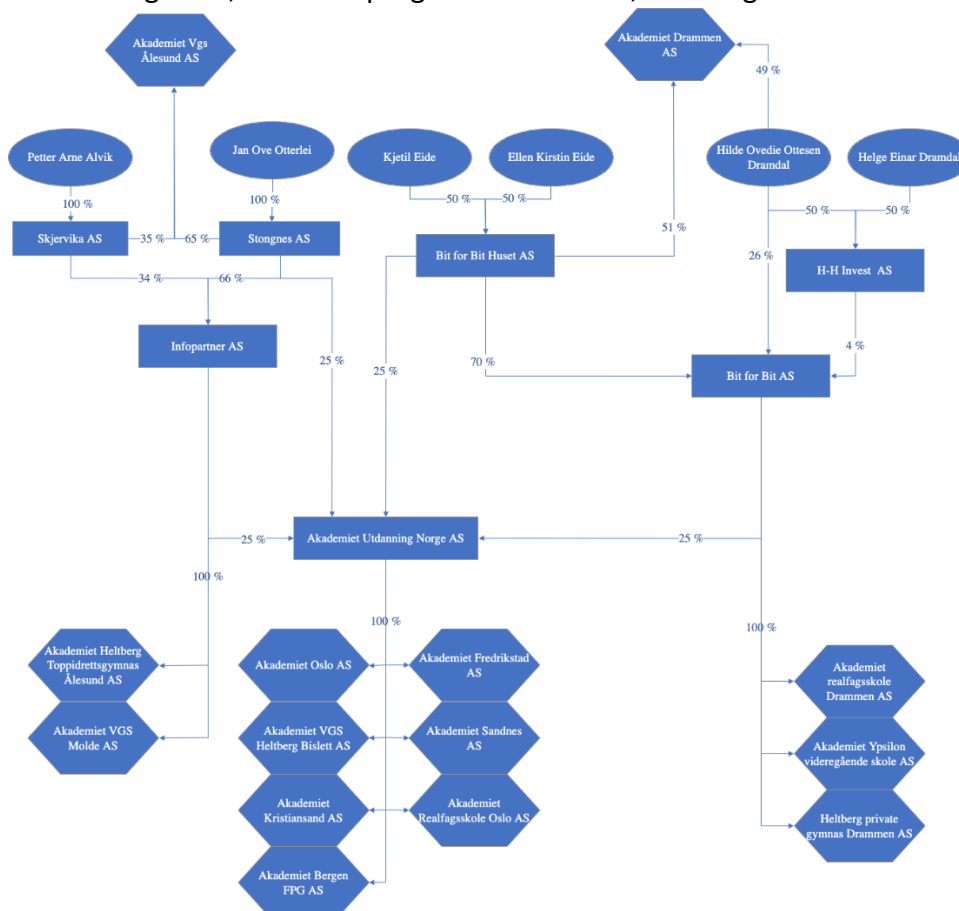 Akademiet Vgs
Ålesund AS
Akademiet Drammen
AS
49 %
Petter Arne Alvik
Jan Ove Otterlei
Kjetil Eide
Ellen Kirstin Eide
Hilde Ovedie Ottesen
Dramdal
Helge Einar Dramdal
100 %
100 %
50 %
50 %
50 %
50 %
Skjervika AS
35 %
65 %
Stongnes AS
Bit for Bit Huset AS
51 %
26 %
H-H Invest AS
34 %
66 %
Infopartner AS
25 %
25 %
70 %
4 %
Bit for Bit AS
25 %
Akademiet Utdanning Norge AS
25 %
100 %
100 %
100 %
Akademiet Heltberg
Toppidrettsgymnas
Ålesund AS
Akademiet VGS
Molde AS
Akademiet Oslo AS
Akademiet Fredrikstad
AS
Akademiet VGS
Heltberg Bislett AS
Akademiet Sandnes
AS
Akademiet
Kristiansand AS
Akademiet
Realfagsskole Oslo AS
Akademiet Bergen
FPG AS
Akademiet
realfagsskole
Drammen AS
Akademiet Ypsilon
videregående skole AS
Heltberg private
gymnas Drammen AS